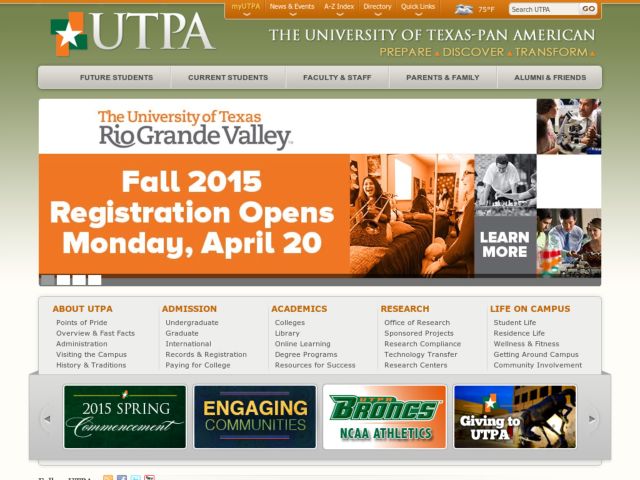 UTPA
myUTPA News & Events A-Z Index Directory Quick Links 75°F Search UTPA GO
THE UNIVERSITY OF TEXAS-PAN AMERICAN
PREPARE DISCOVER TRANSFORM
FUTURE STUDENTS CURRENT STUDENTS FACULTY & STAFF PARENTS & FAMILY ALUMNI & FRIENDS
The University of Texas
Rio Grande Valley
Fall 2015
Registration Opens
Monday, April 20
LEARN
MORE
ABOUT UTPA
Points of Pride
Overview & Fast Facts
Administration
Visiting the Campus
History & Traditions
ADMISSION
Undergraduate
Graduate
International
Records & Registration
Paying for College
ACADEMICS
Colleges
Library
Online Learning
Degree Programs
Resources for Success
RESEARCH
Office of Research
Sponsored Projects
Research Compliance
Technology Transfer
Research Centers
LIFE ON CAMPUS
Student Life
Residence Life
Wellness & Fitness
Getting Around Campus
Community Involvement
2015 SPRING
Commencement
ENGAGING
COMMUNITIES
UTPA
BRONCS
NCAA ATHLETICS
Giving to
UTPA